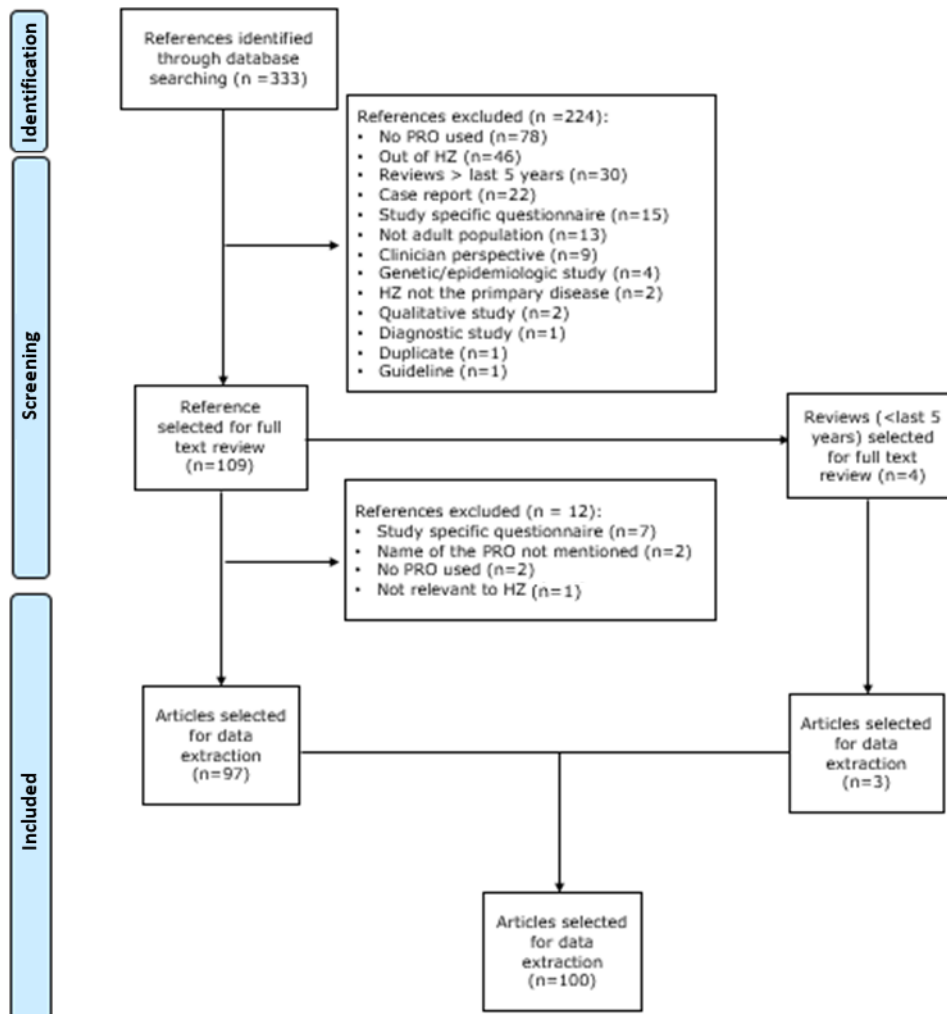 Identification
References identified
through database
searching (n =333)
References excluded (n =224):
• No PRO used (n=78)
• Out of HZ (n=46)
• Reviews > last 5 years (n=30)
• Case report (n=22)
• Study specific questionnaire (n=15)
• Not adult population (n=13)
• Clinician perspective (n=9)
• Genetic/epidemiologic study (n=4)
• HZ not the primpary disease (n=2)
• Qualitative study (n=2)
• Diagnostic study (n=1)
• Duplicate (n=1)
• Guideline (n=1)
Screening
Reference
selected for full
text review
(n=109)
Reviews (<last 5
years) selected
for full text
review (n=4)
References excluded (n = 12):
• Study specific questionnaire (n=7)
• Name of the PRO not mentioned (n=2)
• No PRO used (n=2)
• Not relevant to HZ (n=1)
Included
Articles selected
for data
extraction
(n=97)
Articles selected
for data
extraction
(n=3)
Articles selected
for data
extraction
(n=100)